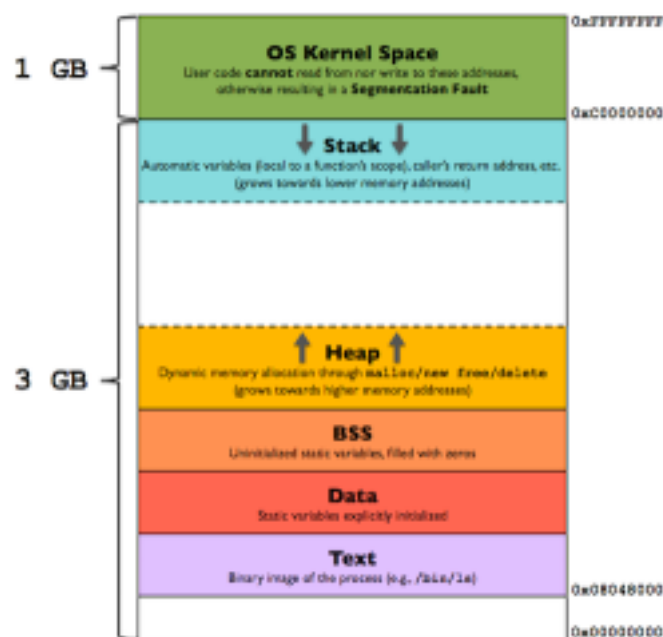 0xFFFFFFFF
1 GB
OS Kernel Space
User code cannot read from nor write to these addresses,
otherwise resulting in a Segmentation Fault
0xC0000000
Stack
Automatic variables (local to a function's scope), caller's return address, etc.
(grows towards lower memory addresses)
3 GB
Heap
Dynamic memory allocation through malloc/new free/delete
(grows towards higher memory addresses)
BSS
Uninitialized static variables, filled with zeros
Data
Static variables explicitly initialized
Text
Binary image of the process (e.g., /bin/ls)
0x08048000
0x00000000